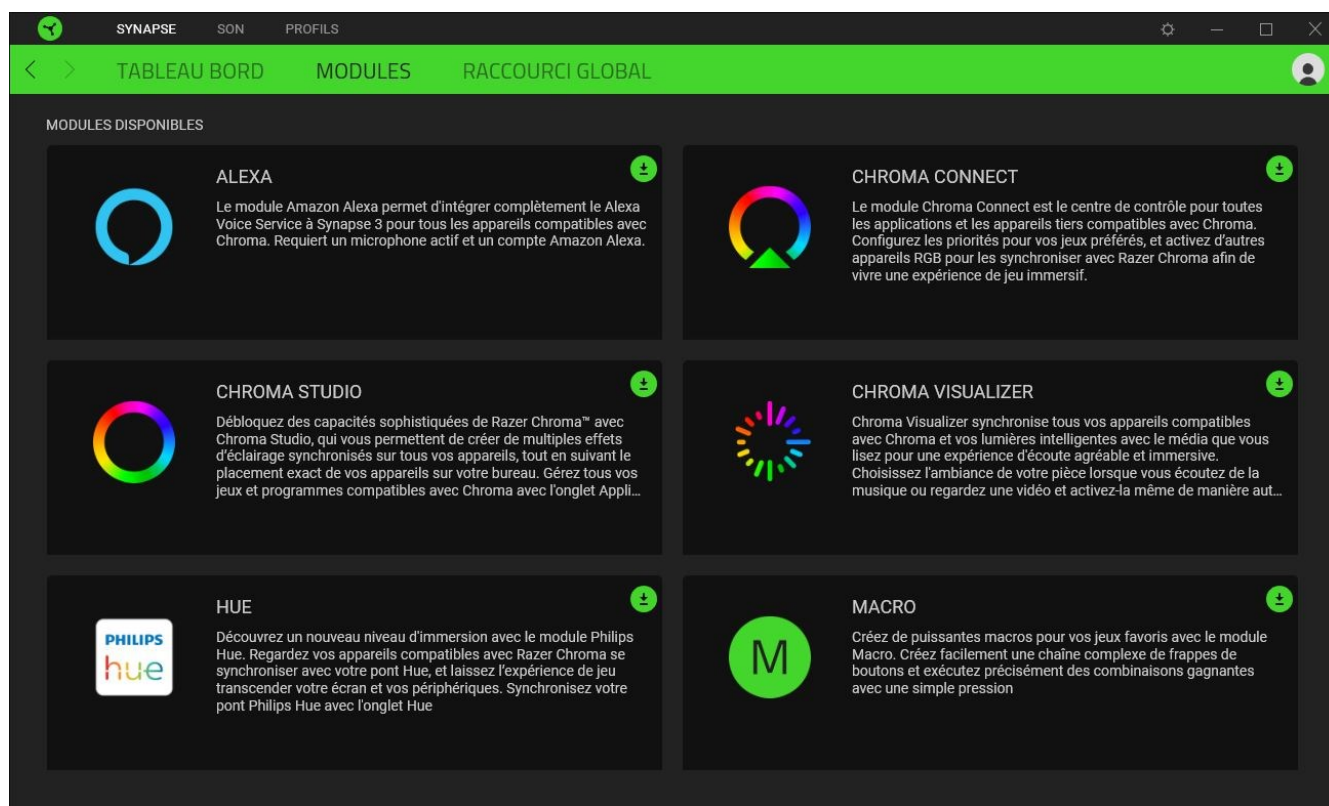 SYNAPSE SON PROFILS
TABLEAU BORD MODULES RACCOURCI GLOBAL
MODULES DISPONIBLES
ALEXA
Le module Amazon Alexa permet d'intégrer complètement le Alexa
Voice Service à Synapse 3 pour tous les appareils compatibles avec
Chroma. Requiert un microphone actif et un compte Amazon Alexa.
CHROMA CONNECT
Le module Chroma Connect est le centre de contrôle pour toutes
les applications et les appareils tiers compatibles avec Chroma.
Configurez les priorités pour vos jeux préférés, et activez d'autres
appareils RGB pour les synchroniser avec Razer Chroma afin de
vivre une expérience de jeu immersif.
CHROMA STUDIO
Débloquez des capacités sophistiquées de Razer Chroma™ avec
Chroma Studio, qui vous permettent de créer de multiples effets
d'éclairage synchronisés sur tous vos appareils, tout en suivant le
placement exact de vos appareils sur votre bureau. Gérez tous vos
jeux et programmes compatibles avec Chroma avec l'onglet Appli...
CHROMA VISUALIZER
Chroma Visualizer synchronise tous vos appareils compatibles
avec Chroma et vos lumières intelligentes avec le média que vous
lisez pour une expérience d'écoute agréable et immersive.
Choisissez l'ambiance de votre pièce lorsque vous écoutez de la
musique ou regardez une vidéo et activez-la même de manière aut...
PHILIPS
hue
HUE
Découvrez un nouveau niveau d'immersion avec le module Philips
Hue. Regardez vos appareils compatibles avec Razer Chroma se
synchroniser avec votre pont Hue, et laissez l'expérience de jeu
transcender votre écran et vos périphériques. Synchronisez votre
pont Philips Hue avec l'onglet Hue
M
MACRO
Créez de puissantes macros pour vos jeux favoris avec le module
Macro. Créez facilement une chaîne complexe de frappes de
boutons et exécutez précisément des combinaisons gagnantes
avec une simple pression